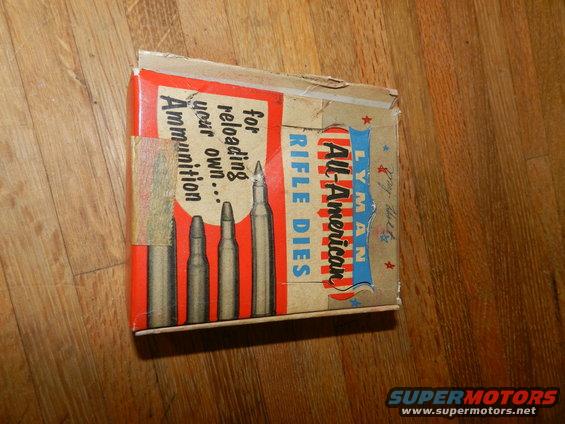 LYMAN
All-American
RIFLE DIES
for
reloading
your own...
Ammunition
SUPERMOTORS
www.supermotors.net